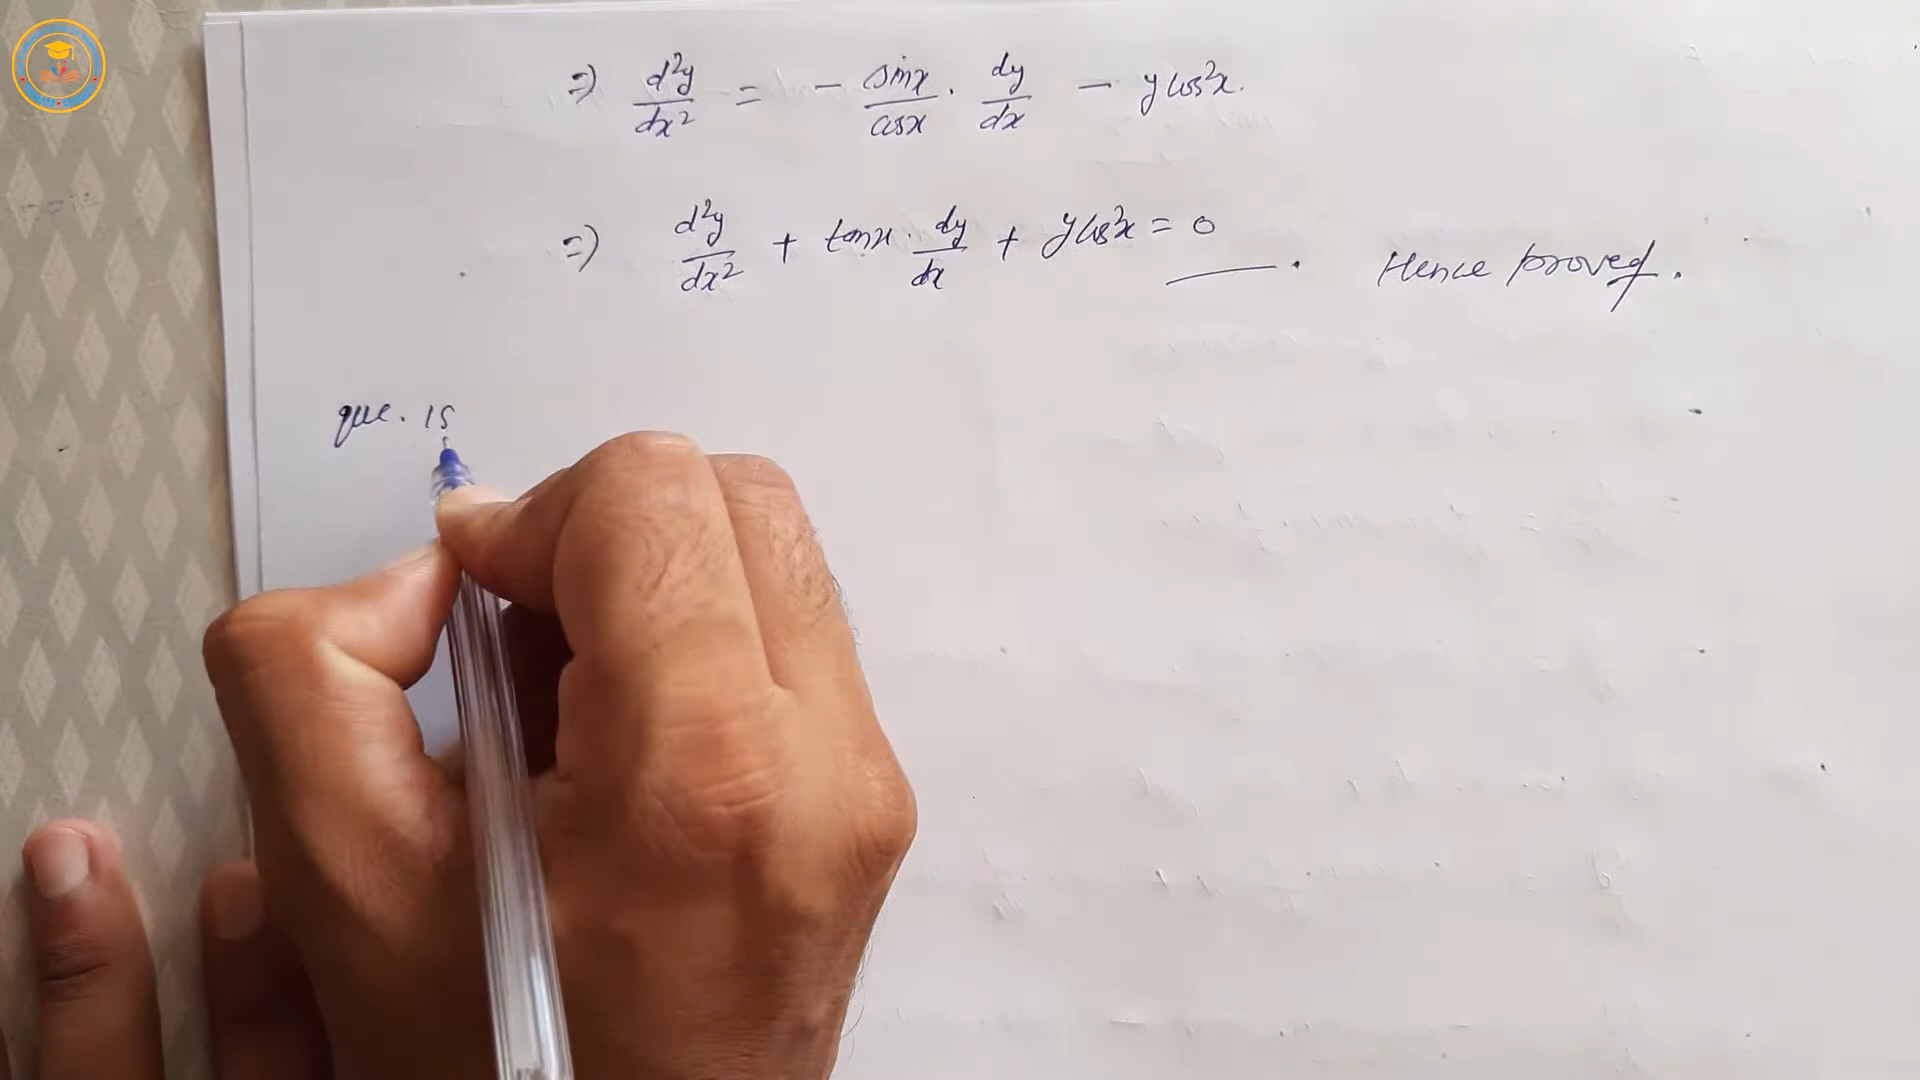 ⇒ d²y/dx² = - sinx/cosx . dy/dx - y cos²x.
⇒ d²y/dx² + tanx . dy/dx + y cos²x = 0 . Hence proved.
que. 15